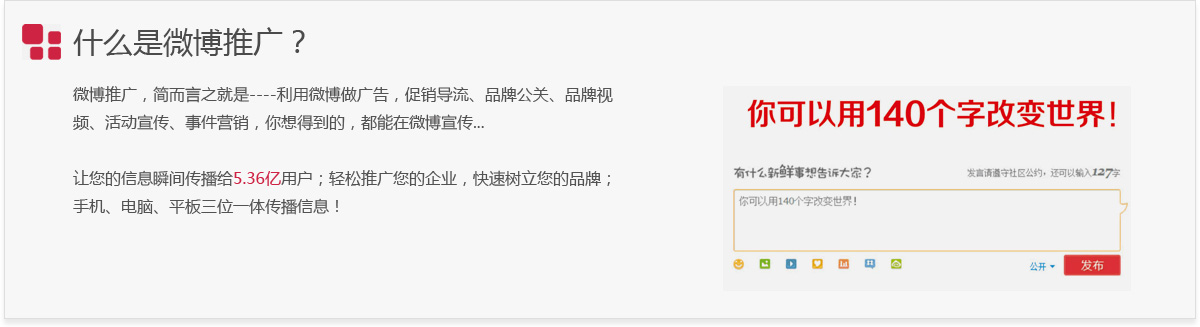 什么是微博推广？
微博推广，简而言之就是----利用微博做广告，促销导流、品牌公关、品牌视
频、活动宣传、事件营销，你想得到的，都能在微博宣传...
让您的信息瞬间传播给5.36亿用户；轻松推广您的企业，快速树立您的品牌；
手机、电脑、平板三位一体传播信息！
你可以用140个字改变世界！
有什么新鲜事想告诉大家？
发言请遵守社区公约，还可以输入127字
你可以用140个字改变世界！
公开
发布